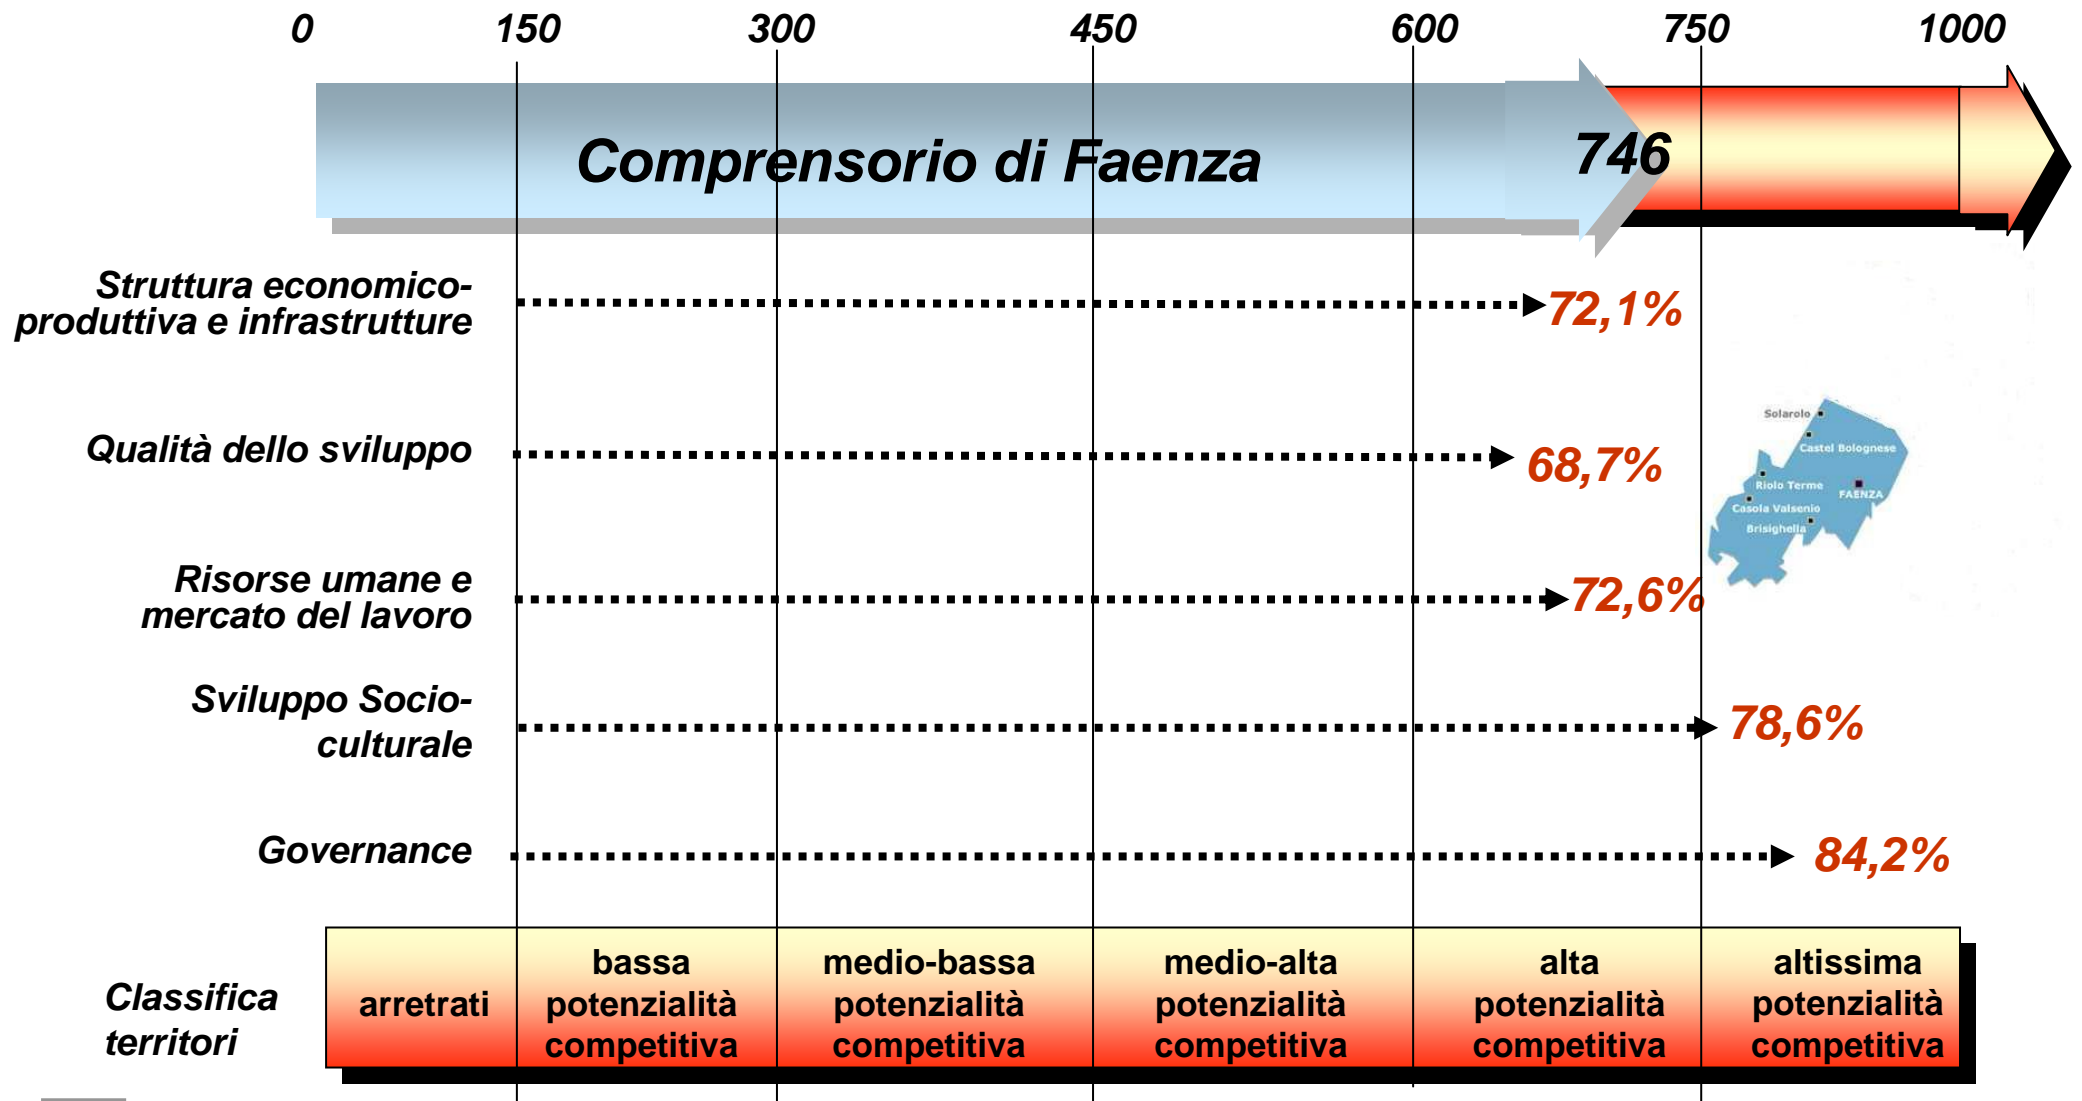 0 150 300 450 600 750 1000
Comprensorio di Faenza 746
Struttura economico-
produttiva e infrastrutture
72,1%
Qualità dello sviluppo
68,7%
Risorse umane e
mercato del lavoro
72,6%
Sviluppo Socio-
culturale
78,6%
Governance
84,2%
Solarolo
Castel Bolognese
Riolo Terme
FAENZA
Casola Valsenio
Brisighella
Classifica
territori
arretrati
bassa
potenzialità
competitiva
medio-bassa
potenzialità
competitiva
medio-alta
potenzialità
competitiva
alta
potenzialità
competitiva
altissima
potenzialità
competitiva